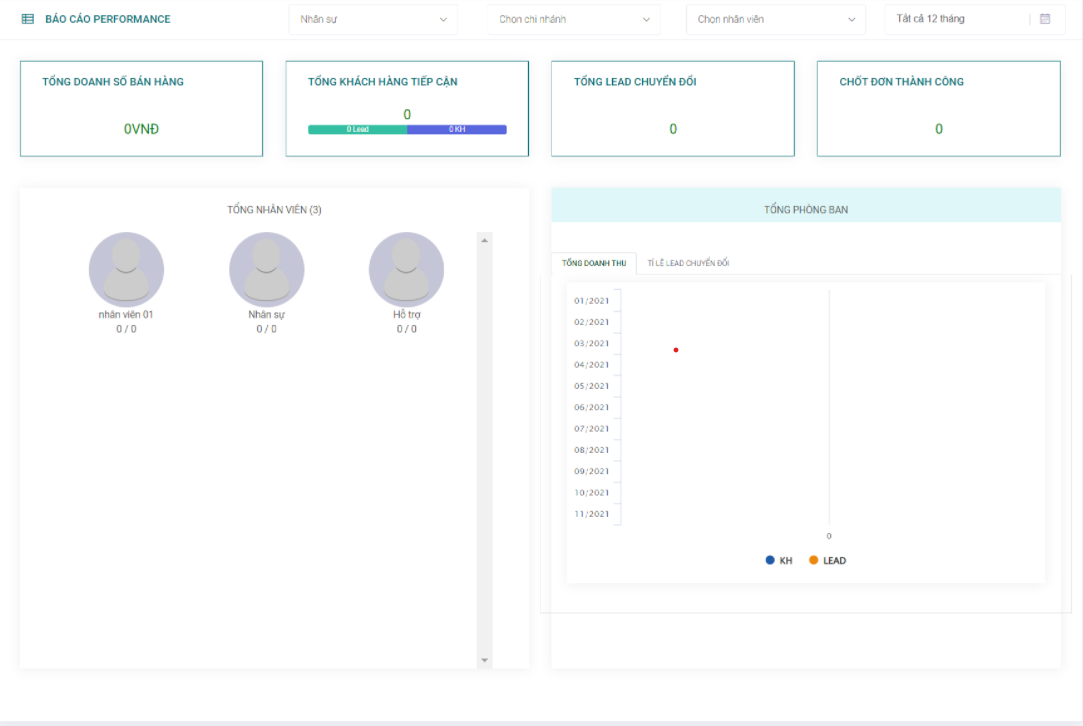 BÁO CÁO PERFORMANCE
Nhân sự
Chọn chi nhánh
Chọn nhân viên
Tất cả 12 tháng
TỔNG DOANH SỐ BÁN HÀNG
0VNĐ
TỔNG KHÁCH HÀNG TIẾP CẬN
0
0 Lead
0 KH
TỔNG LEAD CHUYỂN ĐỔI
0
CHỐT ĐƠN THÀNH CÔNG
0
TỔNG NHÂN VIÊN (3)
nhân viên 01
0 / 0
Nhân sự
0 / 0
Hỗ trợ
0 / 0
TỔNG PHÒNG BAN
TỔNG DOANH THU
TỈ LỆ LEAD CHUYỂN ĐỔI
01/2021
02/2021
03/2021
04/2021
05/2021
06/2021
07/2021
08/2021
09/2021
10/2021
11/2021
0
KH
LEAD